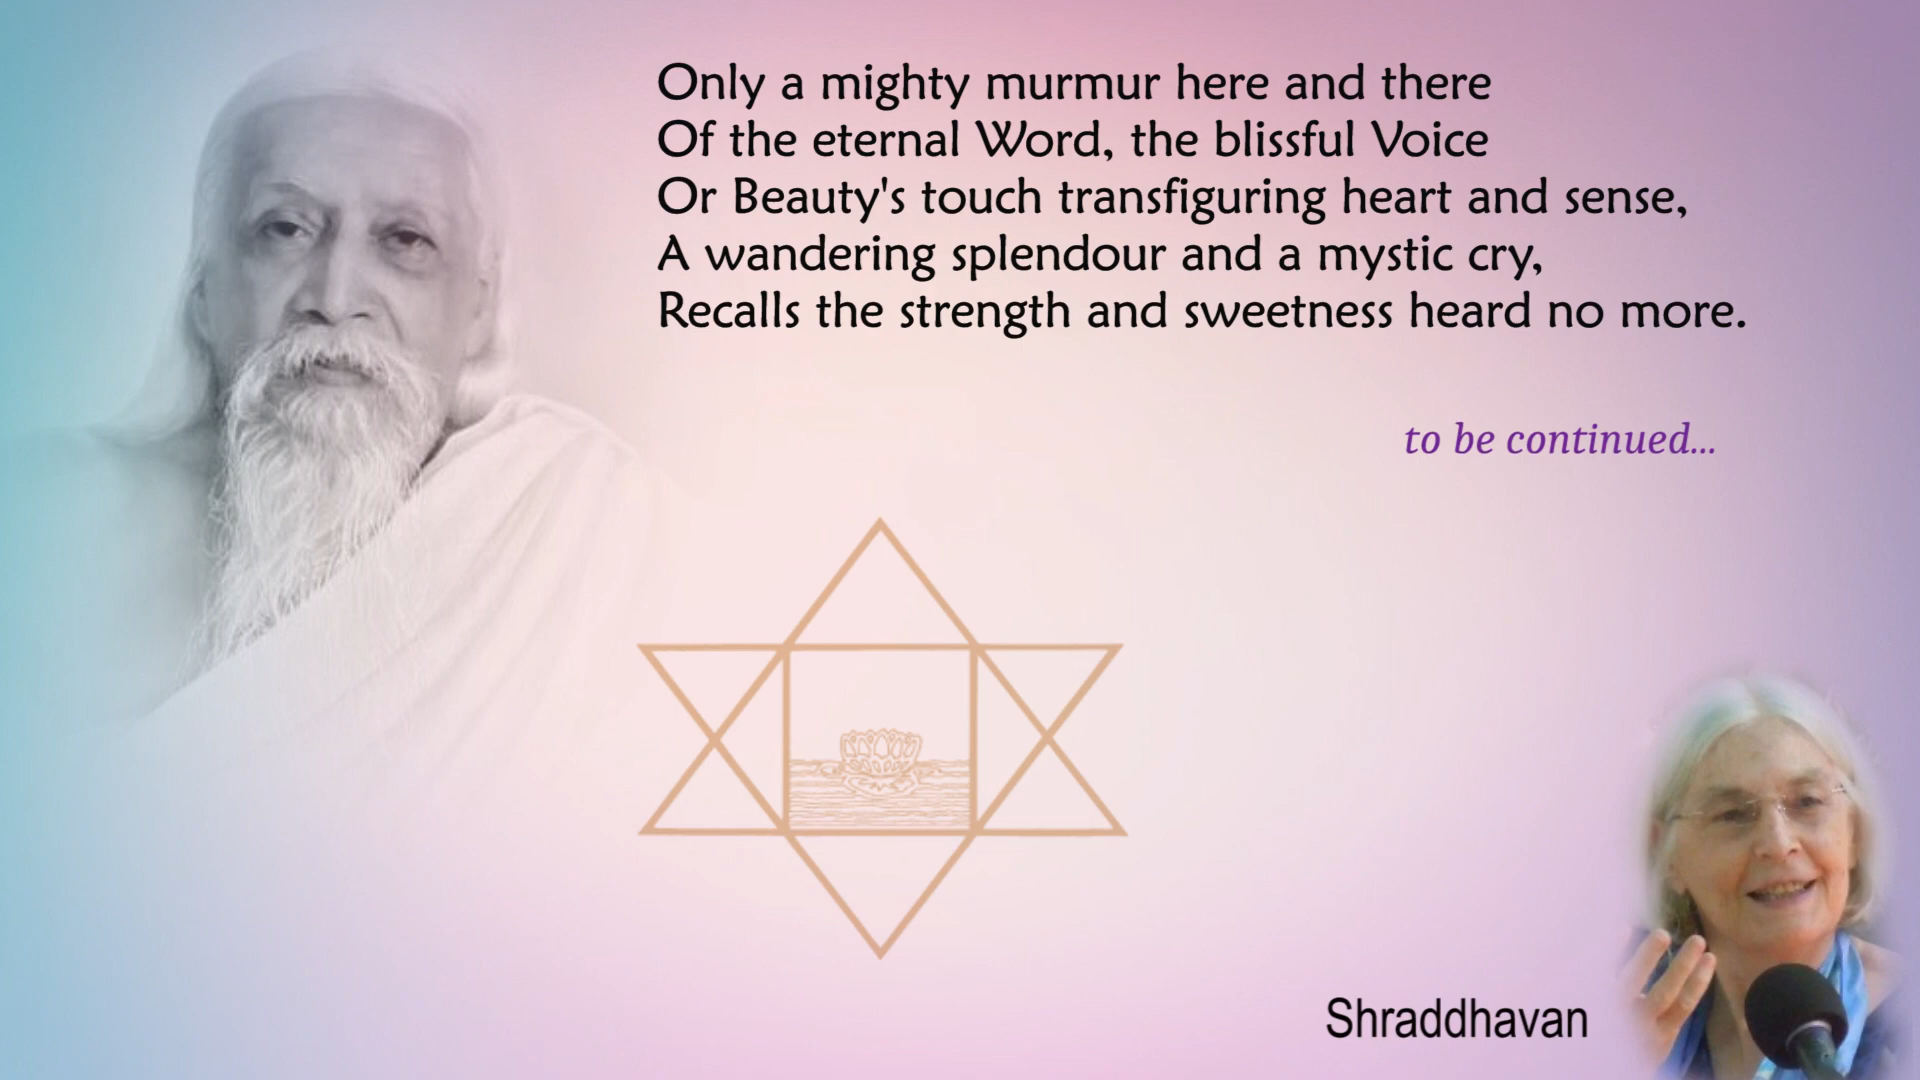 Only a mighty murmur here and there
Of the eternal Word, the blissful Voice
Or Beauty's touch transfiguring heart and sense,
A wandering splendour and a mystic cry,
Recalls the strength and sweetness heard no more.
to be continued...
Shraddhavan